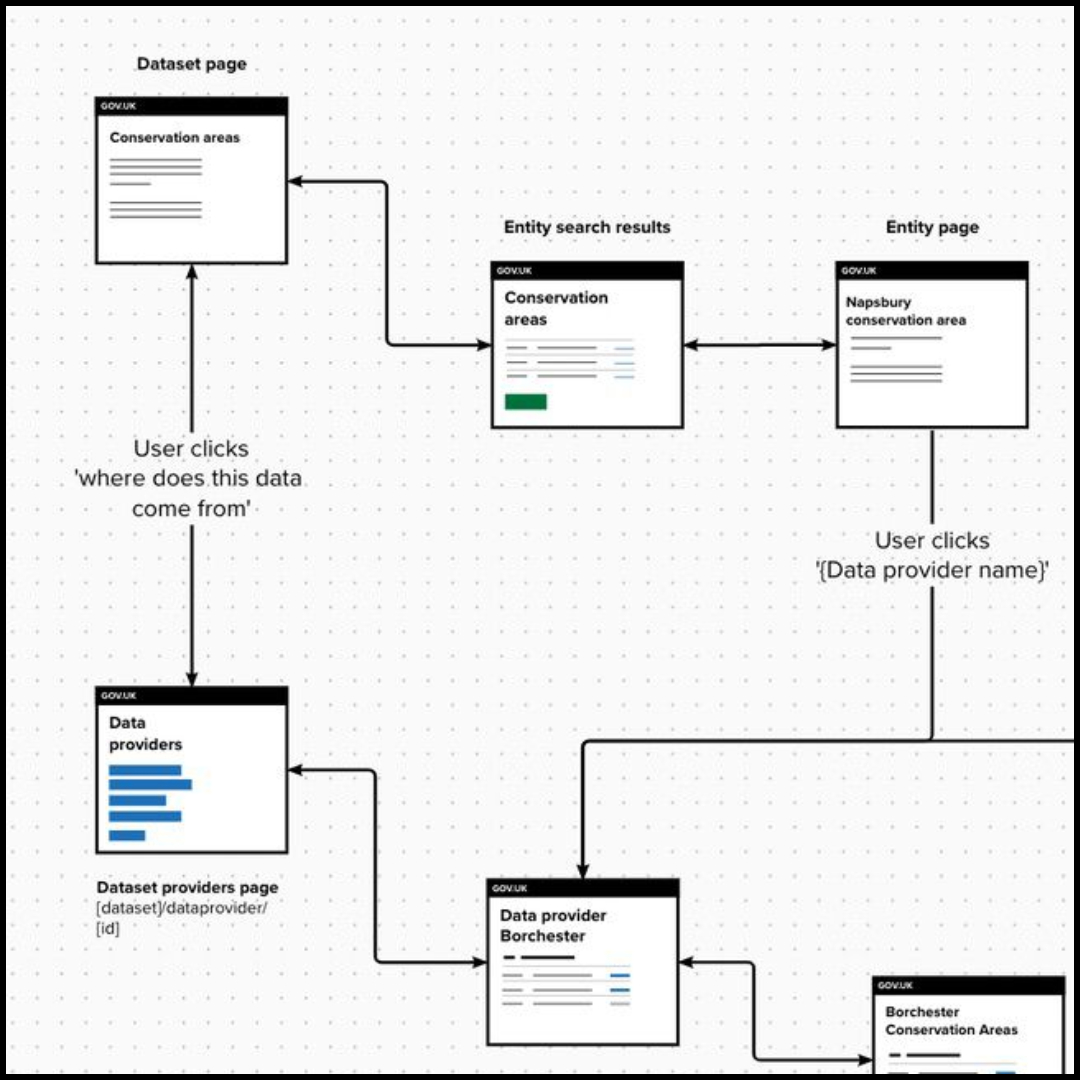 Dataset page
GOV.UK
Conservation areas
Entity search results
GOV.UK
Conservation
areas
Entity page
GOV.UK
Napsbury
conservation area
User clicks
'where does this data
come from'
User clicks
'{Data provider name}'
GOV.UK
Data
providers
Dataset providers page
[dataset]/dataprovider/
[id]
GOV.UK
Data provider
Borchester
GOV.UK
Borchester
Conservation Areas